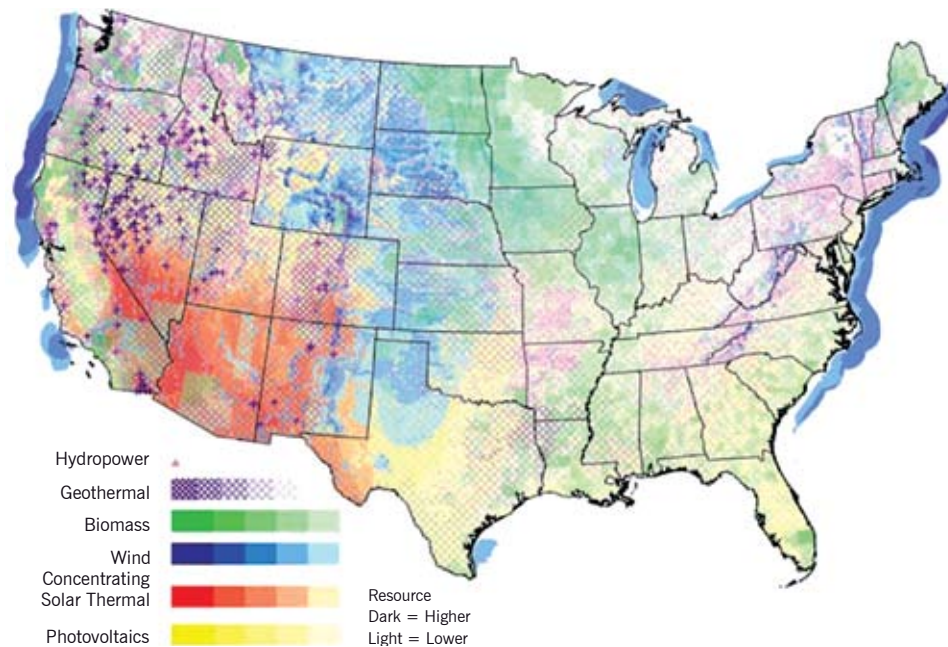 Hydropower
Geothermal
Biomass
Wind
Concentrating
Solar Thermal
Photovoltaics
Resource
Dark = Higher
Light = Lower